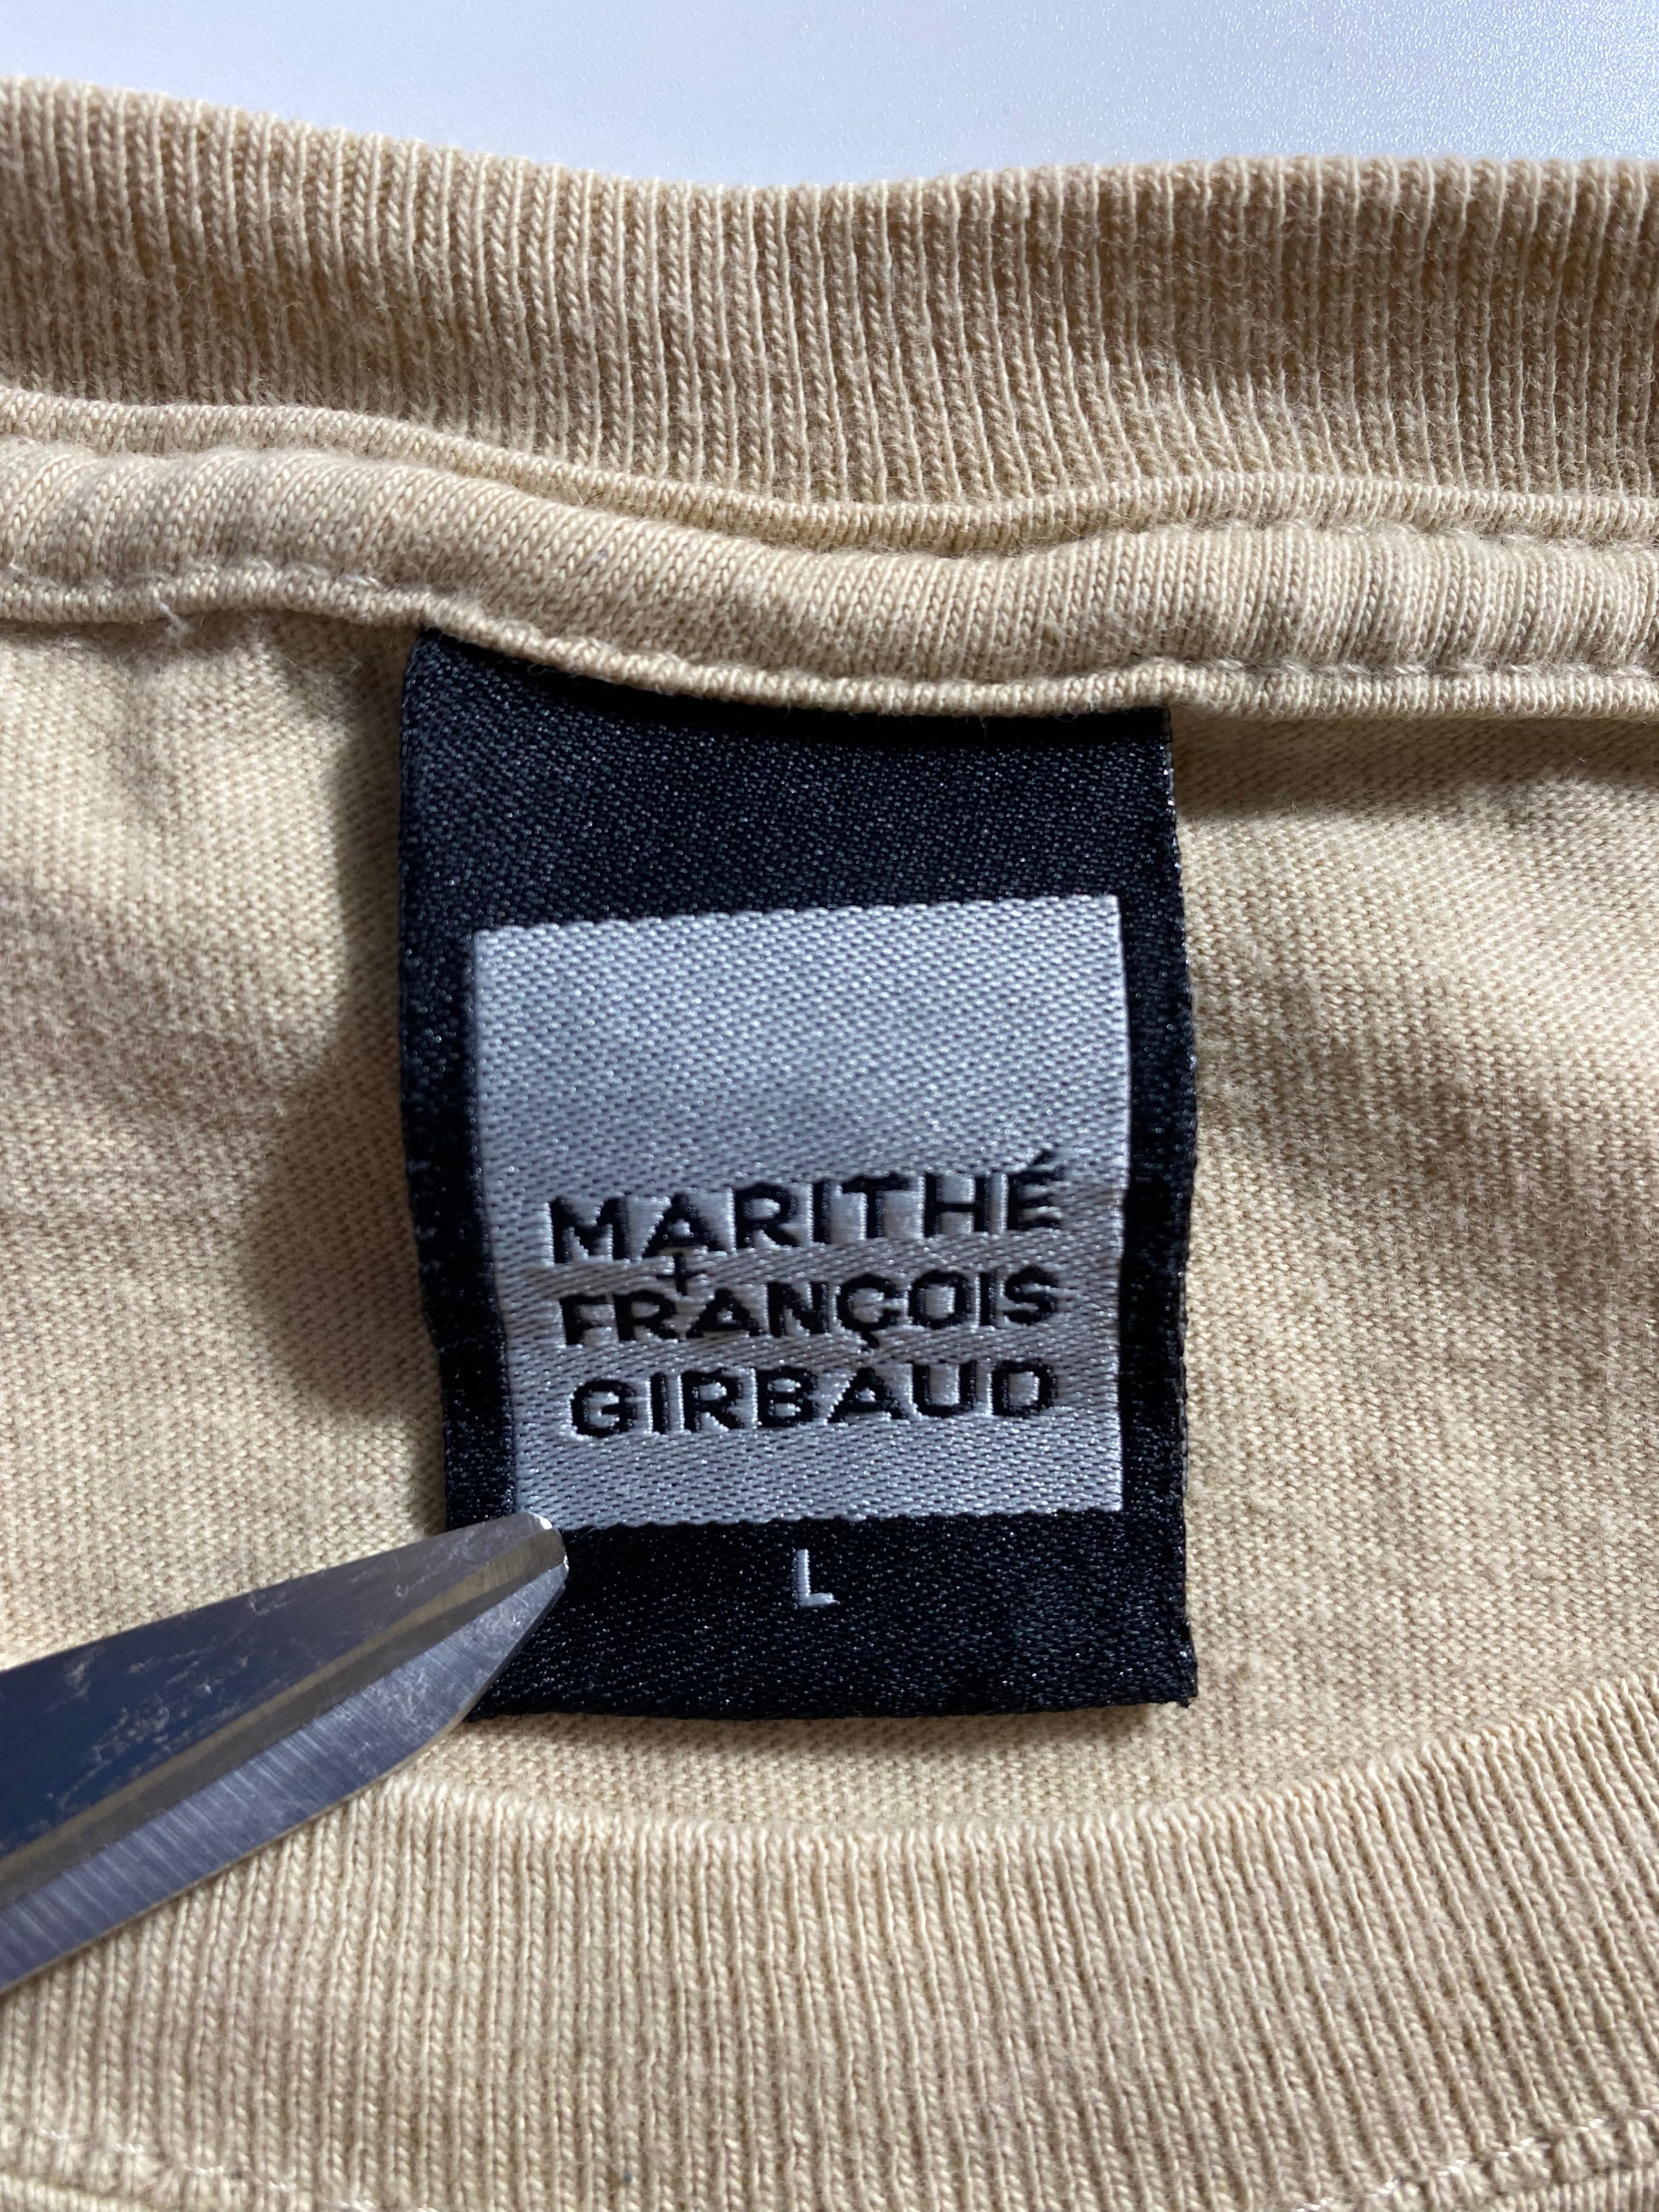 MARITHÉ
+
FRANÇOIS
GIRBAUD
L